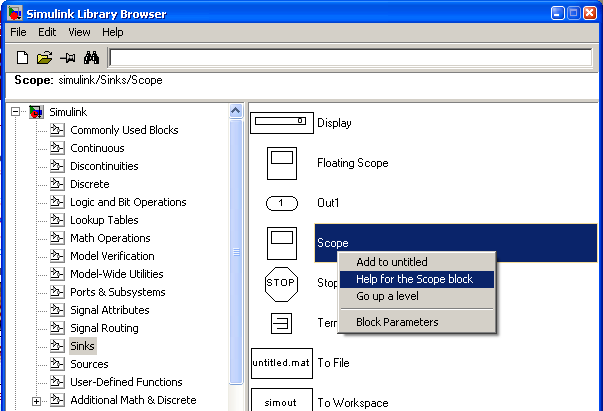 Simulink Library Browser
File Edit View Help
Scope: simulink/Sinks/Scope
Simulink
Commonly Used Blocks
Continuous
Discontinuities
Discrete
Logic and Bit Operations
Lookup Tables
Math Operations
Model Verification
Model-Wide Utilities
Ports & Subsystems
Signal Attributes
Signal Routing
Sinks
Sources
User-Defined Functions
Additional Math & Discrete
Display
0
Floating Scope
1 Out1
Scope
Add to untitled
Help for the Scope block
Go up a level
Block Parameters
STOP Stop
Term
untitled.mat To File
simout To Workspace